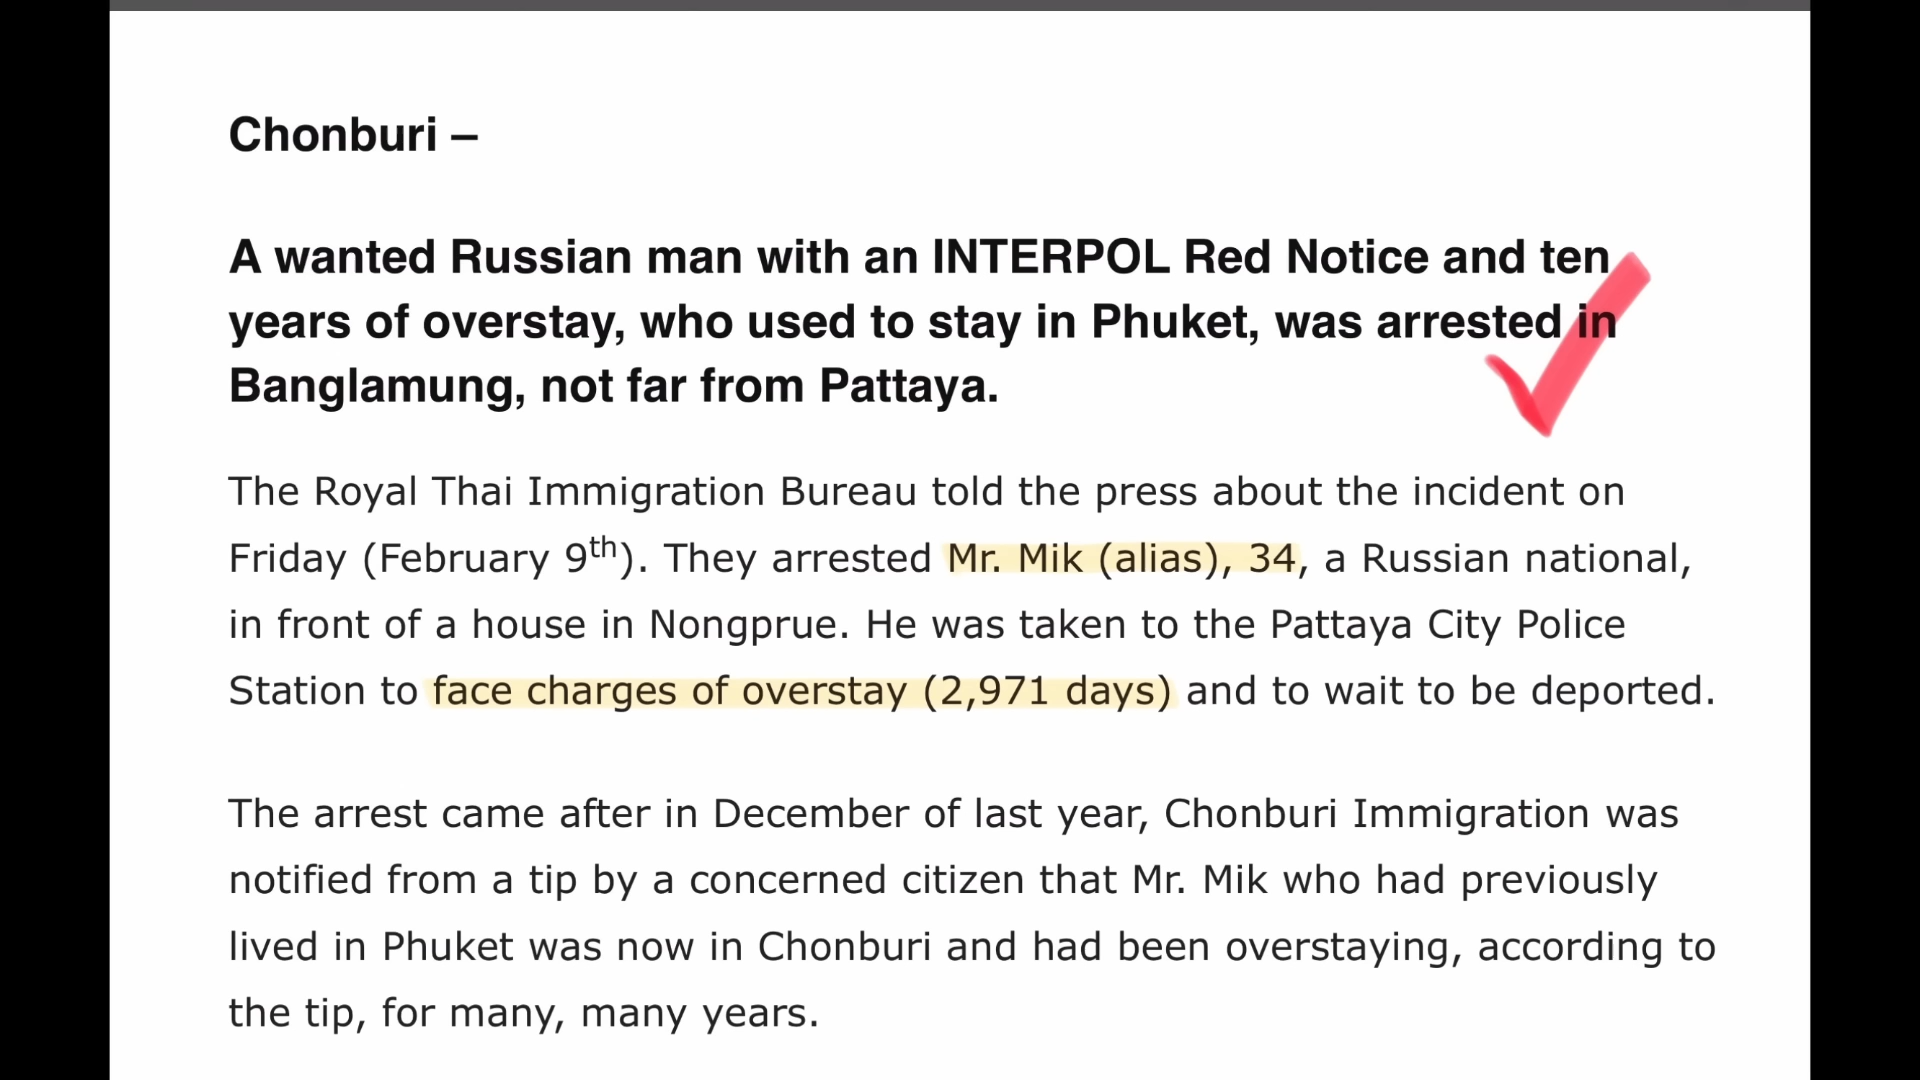 Chonburi –
A wanted Russian man with an INTERPOL Red Notice and ten
years of overstay, who used to stay in Phuket, was arrested in
Banglamung, not far from Pattaya.
The Royal Thai Immigration Bureau told the press about the incident on
Friday (February 9th). They arrested Mr. Mik (alias), 34, a Russian national,
in front of a house in Nongprue. He was taken to the Pattaya City Police
Station to face charges of overstay (2,971 days) and to wait to be deported.
The arrest came after in December of last year, Chonburi Immigration was
notified from a tip by a concerned citizen that Mr. Mik who had previously
lived in Phuket was now in Chonburi and had been overstaying, according to
the tip, for many, many years.